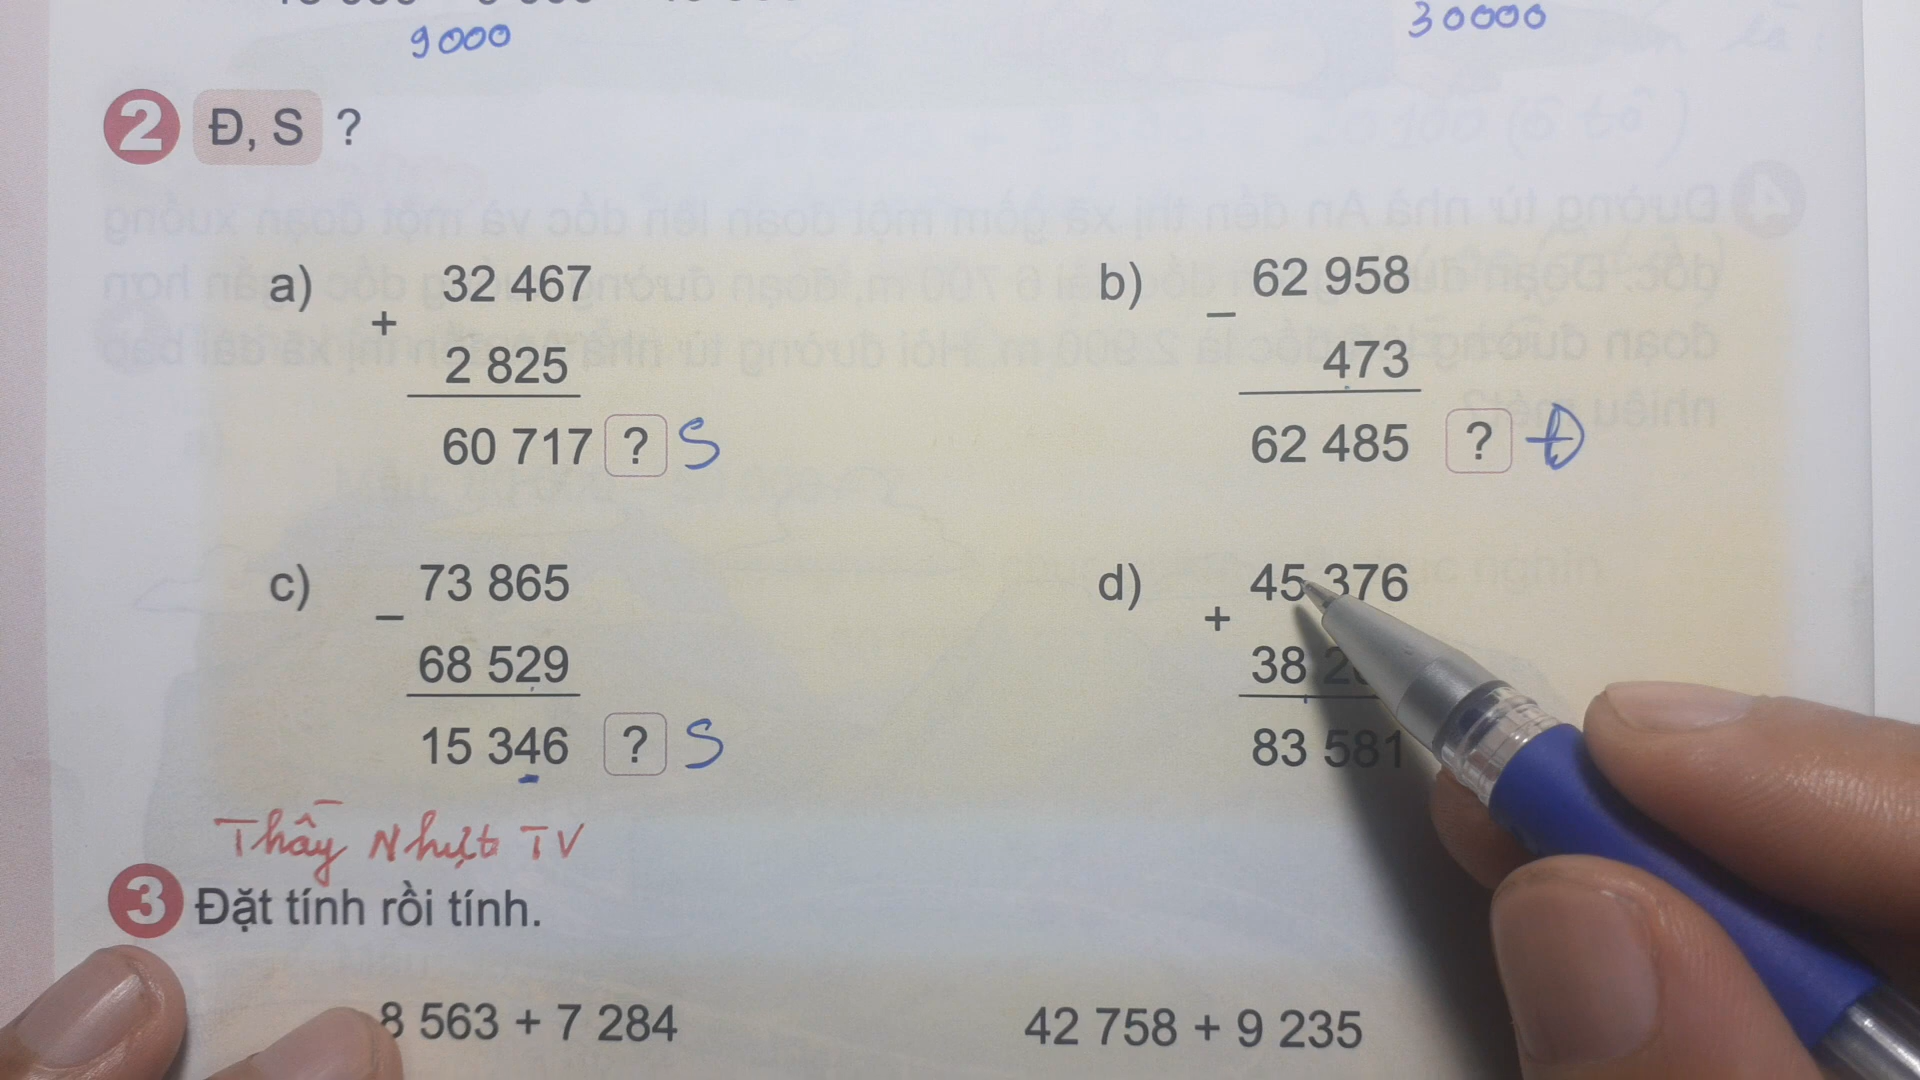 9000
30000
2 Đ, S ?
a) 32 467
+
2 825
60 717 ? S
b) 62 958
–
473
62 485 ? Đ
c) 73 865
–
68 529
15 346 ? S
d) 45 376
+
38
83 581
Thầy Nhựt TV
3 Đặt tính rồi tính.
8 563 + 7 284
42 758 + 9 235